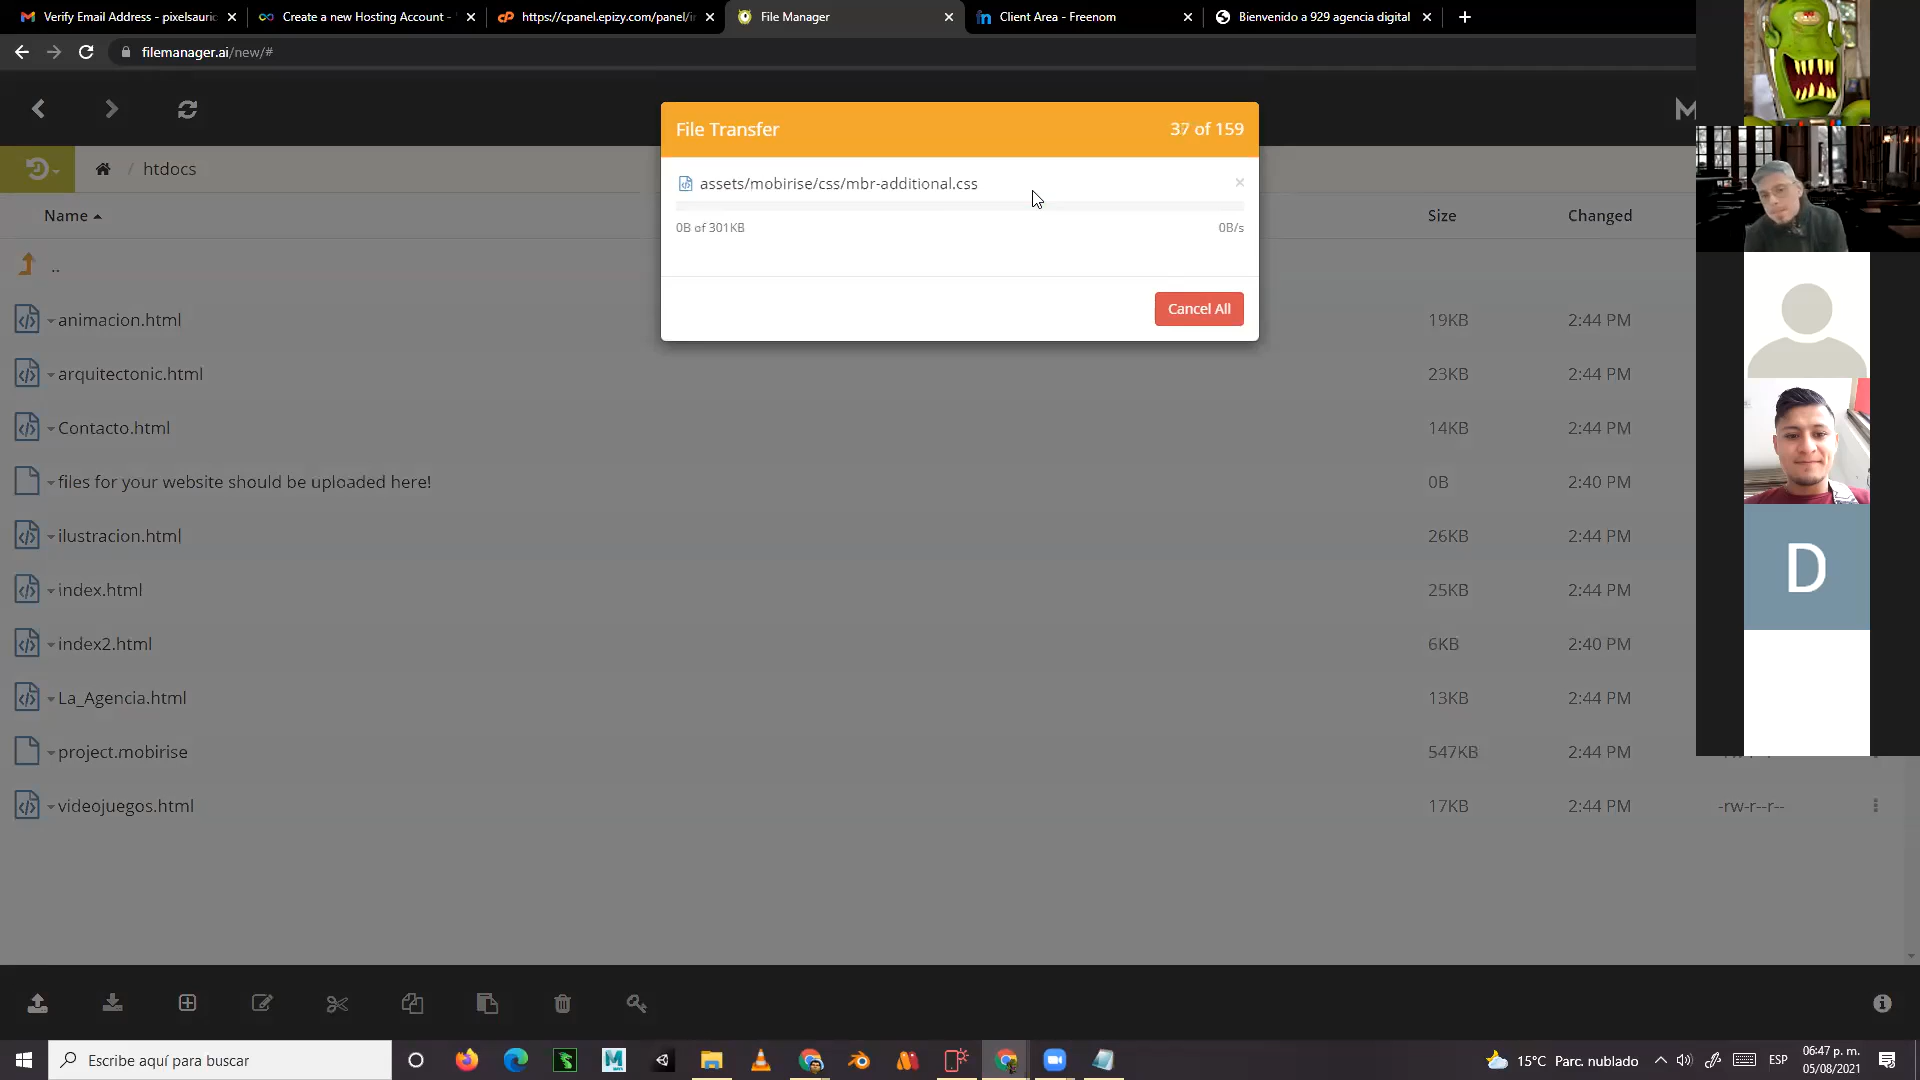 Verify Email Address - pixelsauri
Create a new Hosting Account -
https://cpanel.epizy.com/panel/i
File Manager
Client Area - Freenom
Bienvenido a 929 agencia digital
filemanager.ai/new/#
File Transfer
37 of 159
assets/mobirise/css/mbr-additional.css
0B of 301KB
0B/s
Cancel All
/ htdocs
Name
Size
Changed
..
animacion.html
19KB
2:44 PM
arquitectonic.html
23KB
2:44 PM
Contacto.html
14KB
2:44 PM
files for your website should be uploaded here!
0B
2:40 PM
ilustracion.html
26KB
2:44 PM
index.html
25KB
2:44 PM
index2.html
6KB
2:40 PM
La_Agencia.html
13KB
2:44 PM
project.mobirise
547KB
2:44 PM
videojuegos.html
17KB
2:44 PM
-rw-r--r--
D
Escribe aquí para buscar
15°C Parc. nublado
ESP
06:47 p. m.
05/08/2021